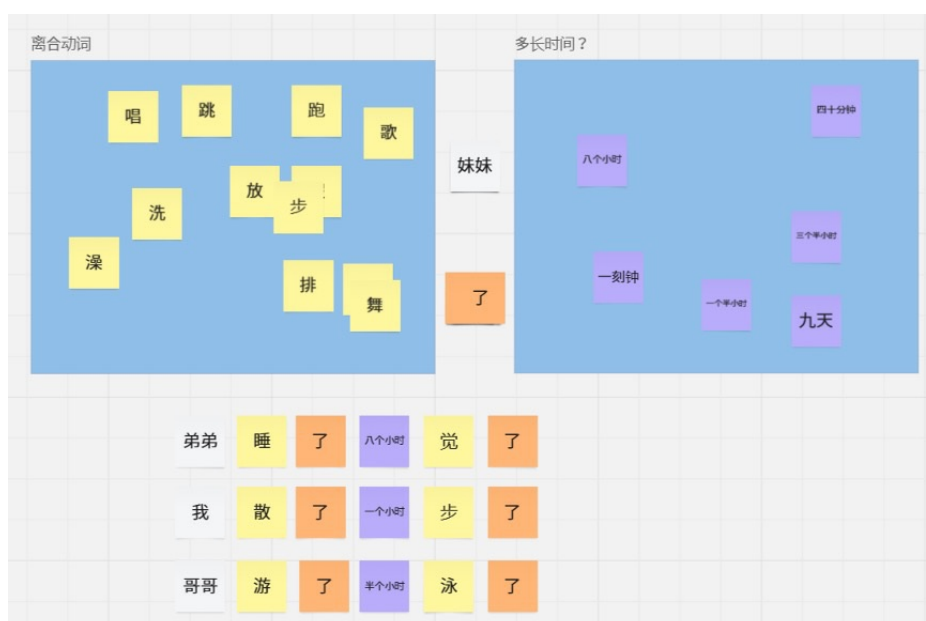 离合动词
多长时间？
唱
跳
跑
歌
妹妹
四十分钟
八个小时
放
步
洗
澡
三个半小时
一刻钟
排
舞
了
一个半小时
九天
弟弟 睡 了 八个小时 觉 了
我 散 了 一个小时 步 了
哥哥 游 了 半个小时 泳 了